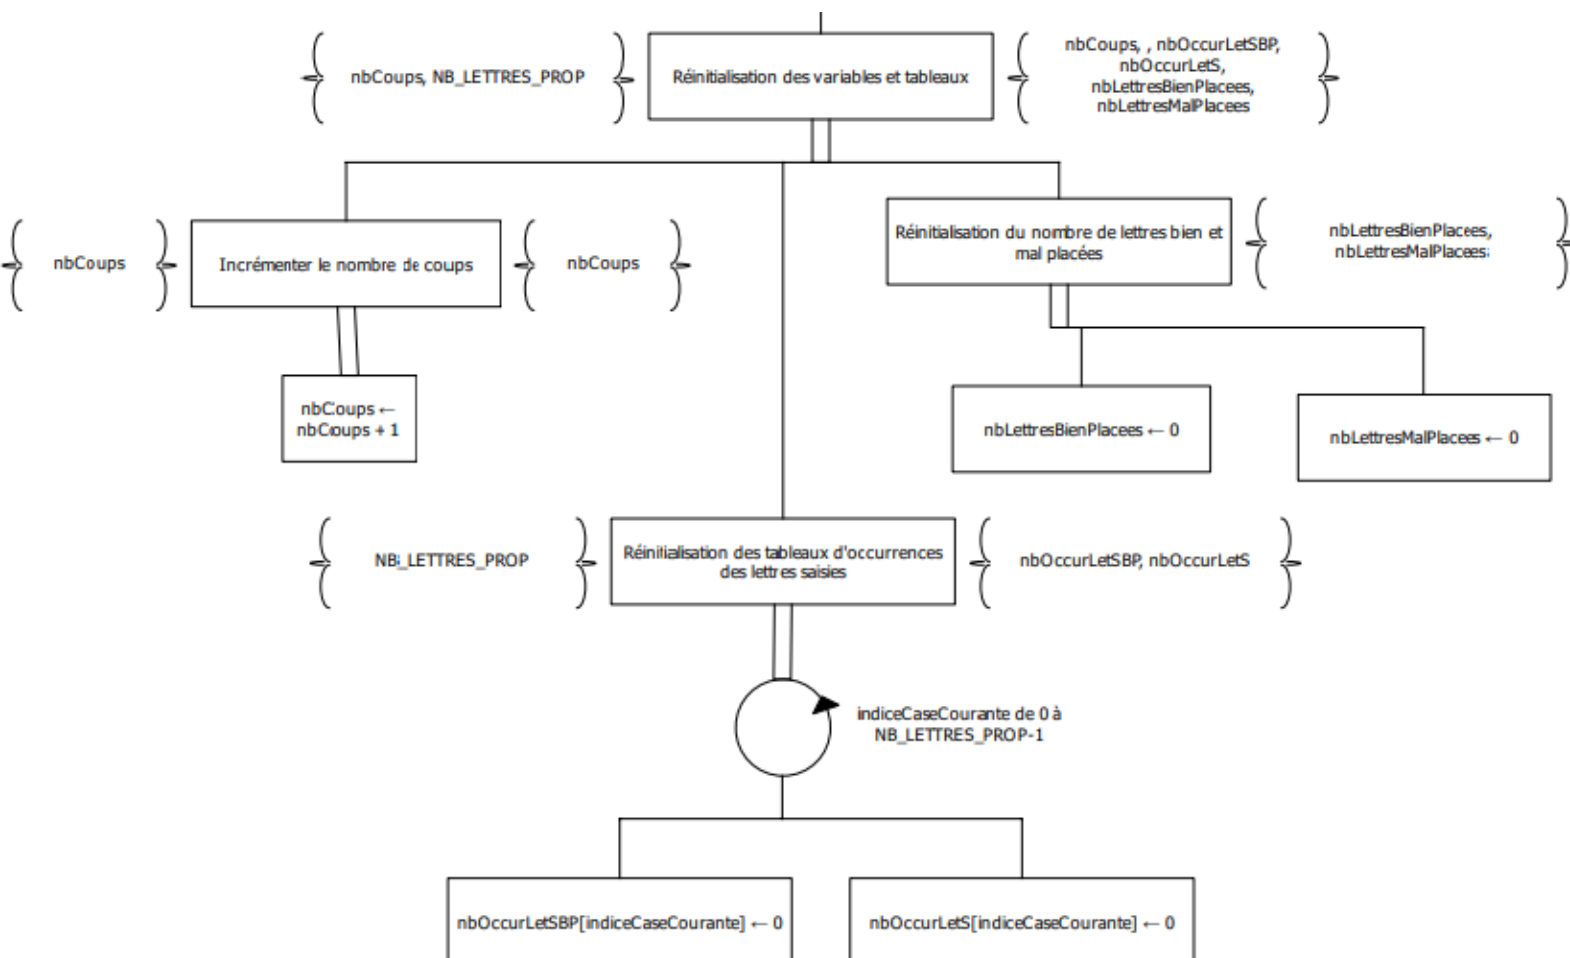 nbCoups, NB_LETTRES_PROP
Réinitialisation des variables et tableaux
nbCoups, , nbOccurLetSBP,
nbOccurLetS,
nbLettresBienPlacees,
nbLettresMalPlacees
nbCoups
Incrémenter le nombre de coups
nbCoups
Réinitialisation du nombre de lettres bien et
mal placées
nbLettresBienPlacees,
nbLettresMalPlacees
nbCoups ←
nbCoups + 1
nbLettresBienPlacees ← 0
nbLettresMalPlacees ← 0
NB_LETTRES_PROP
Réinitialisation des tableaux d'occurrences
des lettres saisies
nbOccurLetSBP, nbOccurLetS
indiceCaseCourante de 0 à
NB_LETTRES_PROP-1
nbOccurLetSBP[indiceCaseCourante] ← 0
nbOccurLetS[indiceCaseCourante] ← 0